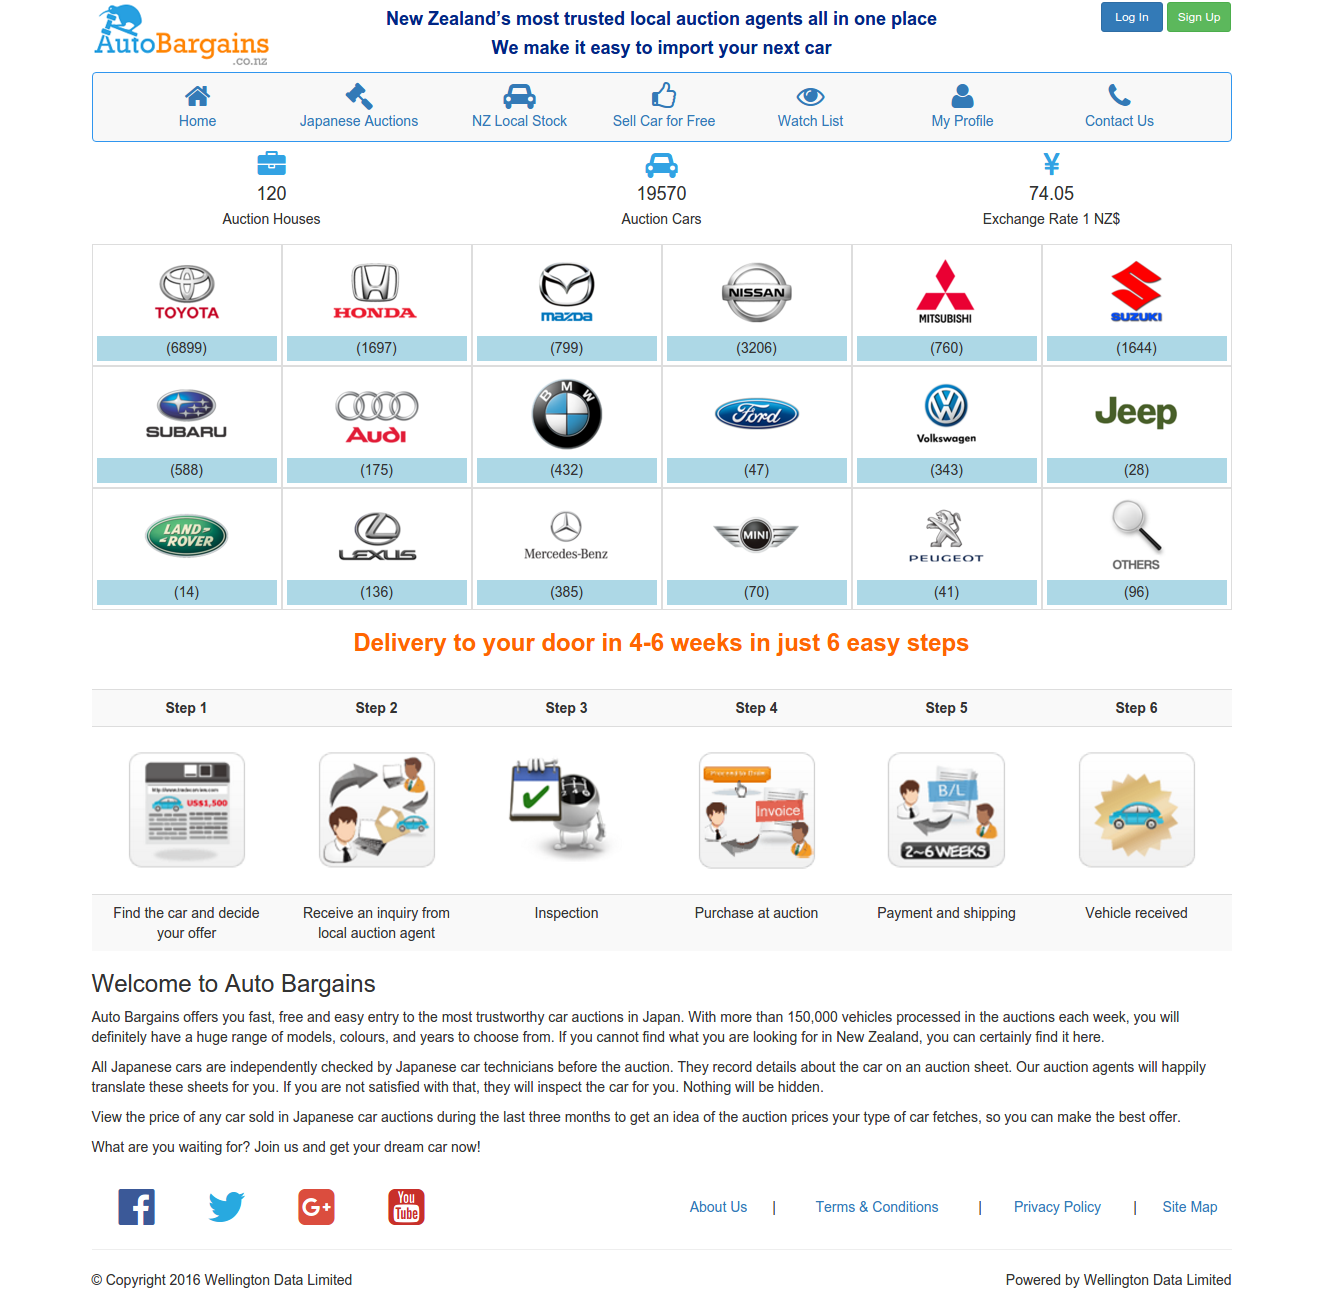 AutoBargains
.co.nz
New Zealand’s most trusted local auction agents all in one place
We make it easy to import your next car
Log In
Sign Up
Home
Japanese Auctions
NZ Local Stock
Sell Car for Free
Watch List
My Profile
Contact Us
120
19570
¥
74.05
Auction Houses
Auction Cars
Exchange Rate 1 NZ$
TOYOTA
HONDA
mazda
NISSAN
MITSUBISHI
SUZUKI
(6899)
(1697)
(799)
(3206)
(760)
(1644)
SUBARU
Audi
BMW
Ford
Volkswagen
Jeep
(588)
(175)
(432)
(47)
(343)
(28)
LAND-
-ROVER
LEXUS
Mercedes-Benz
MINI
PEUGEOT
OTHERS
(14)
(136)
(385)
(70)
(41)
(96)
Delivery to your door in 4-6 weeks in just 6 easy steps
Step 1
Step 2
Step 3
Step 4
Step 5
Step 6
US$1,500
Invoice
B/L
2~6 WEEKS
Find the car and decide
your offer
Receive an inquiry from
local auction agent
Inspection
Purchase at auction
Payment and shipping
Vehicle received
Welcome to Auto Bargains
Auto Bargains offers you fast, free and easy entry to the most trustworthy car auctions in Japan. With more than 150,000 vehicles processed in the auctions each week, you will
definitely have a huge range of models, colours, and years to choose from. If you cannot find what you are looking for in New Zealand, you can certainly find it here.
All Japanese cars are independently checked by Japanese car technicians before the auction. They record details about the car on an auction sheet. Our auction agents will happily
translate these sheets for you. If you are not satisfied with that, they will inspect the car for you. Nothing will be hidden.
View the price of any car sold in Japanese car auctions during the last three months to get an idea of the auction prices your type of car fetches, so you can make the best offer.
What are you waiting for? Join us and get your dream car now!
G+
You
Tube
About Us | Terms & Conditions | Privacy Policy | Site Map
© Copyright 2016 Wellington Data Limited
Powered by Wellington Data Limited